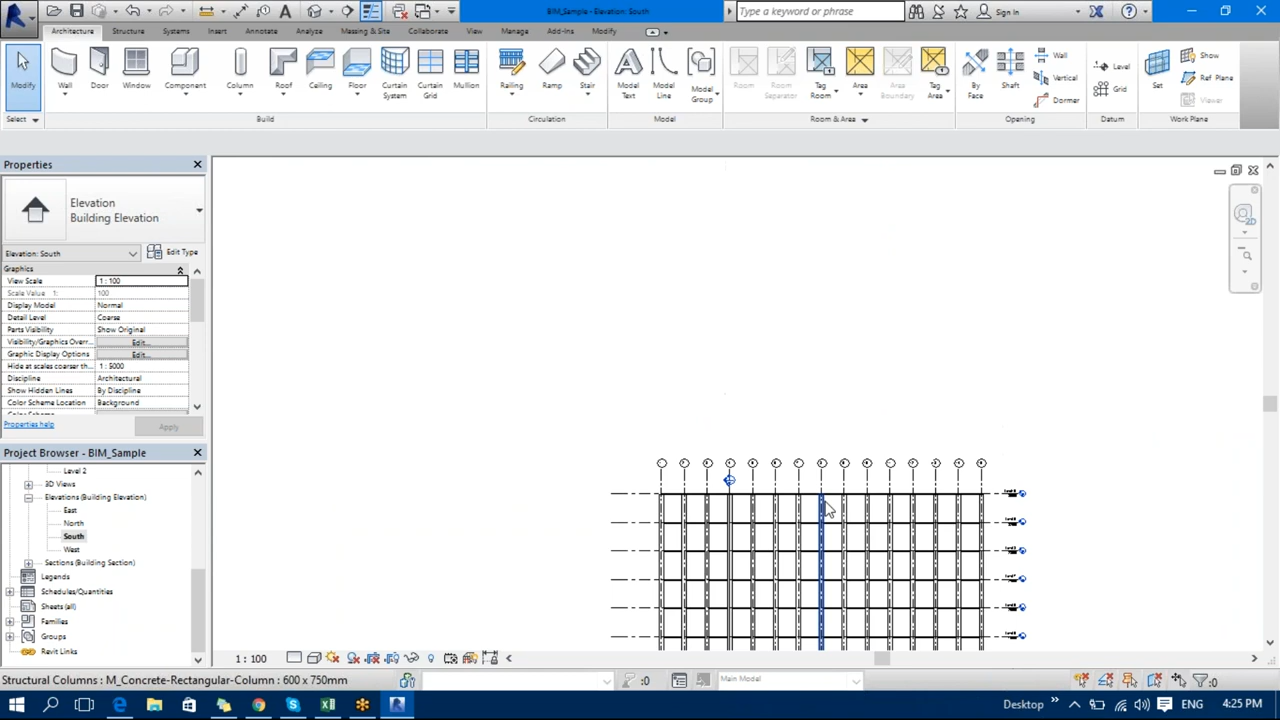 BIM_Sample - Elevation: South
Type a keyword or phrase
Sign In
Architecture
Structure
Systems
Insert
Annotate
Analyze
Massing & Site
Collaborate
View
Manage
Add-Ins
Modify
Modify
Wall
Door
Window
Component
Column
Roof
Ceiling
Floor
Curtain System
Curtain Grid
Mullion
Railing
Ramp
Stair
Model Text
Model Line
Model Group
Room
Room Separator
Tag Room
Area
Area Boundary
Tag Area
By Face
Shaft
Wall
Vertical
Dormer
Level
Grid
Set
Show
Ref Plane
Viewer
Select
Build
Circulation
Model
Room & Area
Opening
Datum
Work Plane
Properties
Elevation
Building Elevation
Elevation: South
Edit Type
Graphics
View Scale 1 : 100
Scale Value 1: 100
Display Model Normal
Detail Level Coarse
Parts Visibility Show Original
Visibility/Graphics Over... Edit...
Graphic Display Options Edit...
Hide at scales coarser th... 1 : 5000
Discipline Architectural
Show Hidden Lines By Discipline
Color Scheme Location Background
Properties help
Apply
Project Browser - BIM_Sample
Level 2
3D Views
Elevations (Building Elevation)
East
North
South
West
Sections (Building Section)
Legends
Schedules/Quantities
Sheets (all)
Families
Groups
Revit Links
2D
1 : 100
Structural Columns : M_Concrete-Rectangular-Column : 600 x 750mm
:0
Main Model
:0
Desktop
ENG
4:25 PM